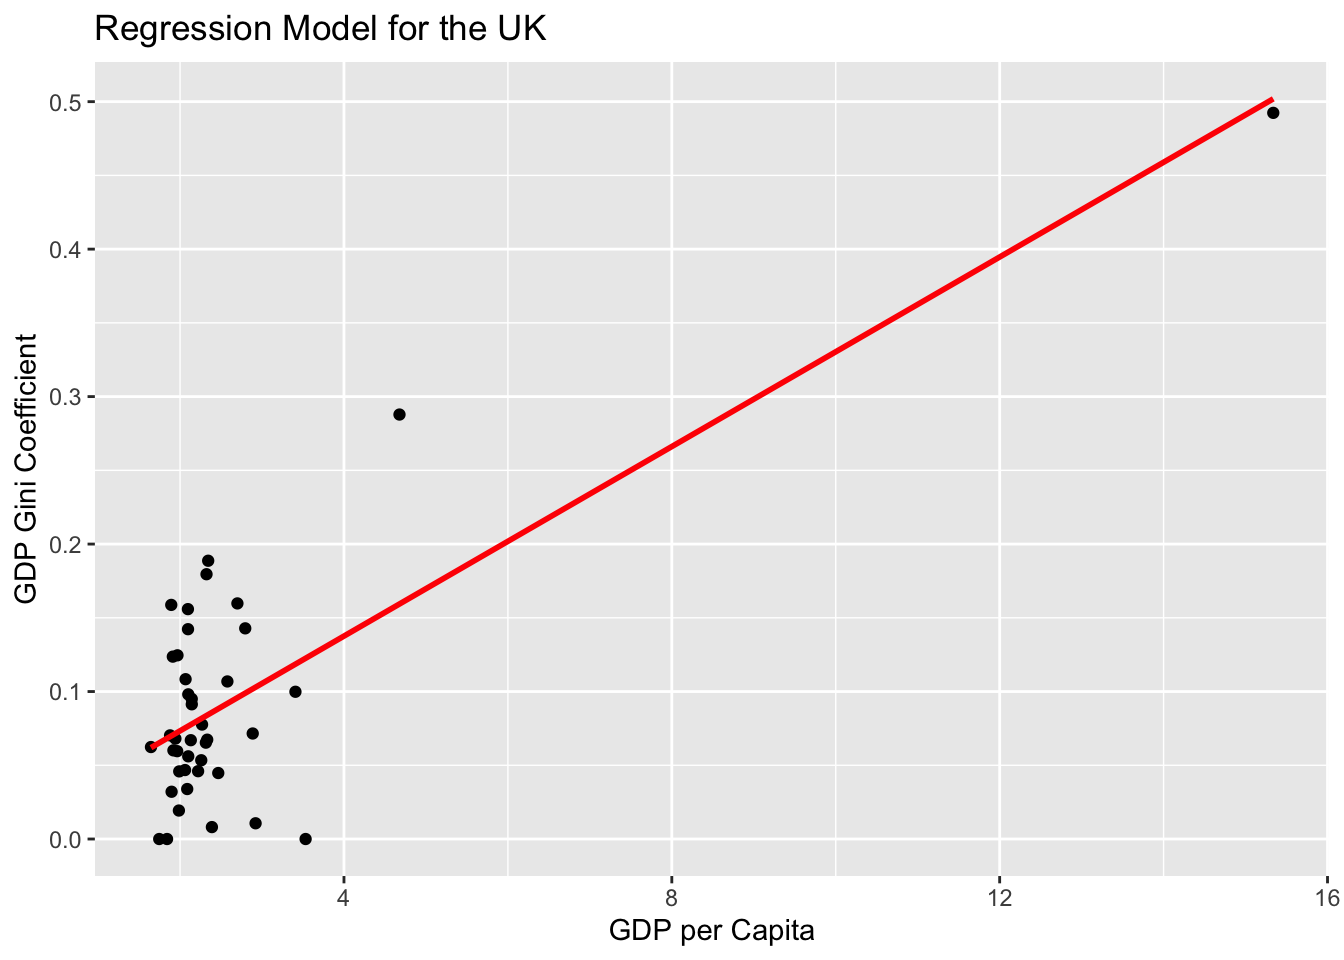 Regression Model for the UK
0.5
0.4
0.3
0.2
0.1
0.0
GDP Gini Coefficient
4 8 12 16
GDP per Capita